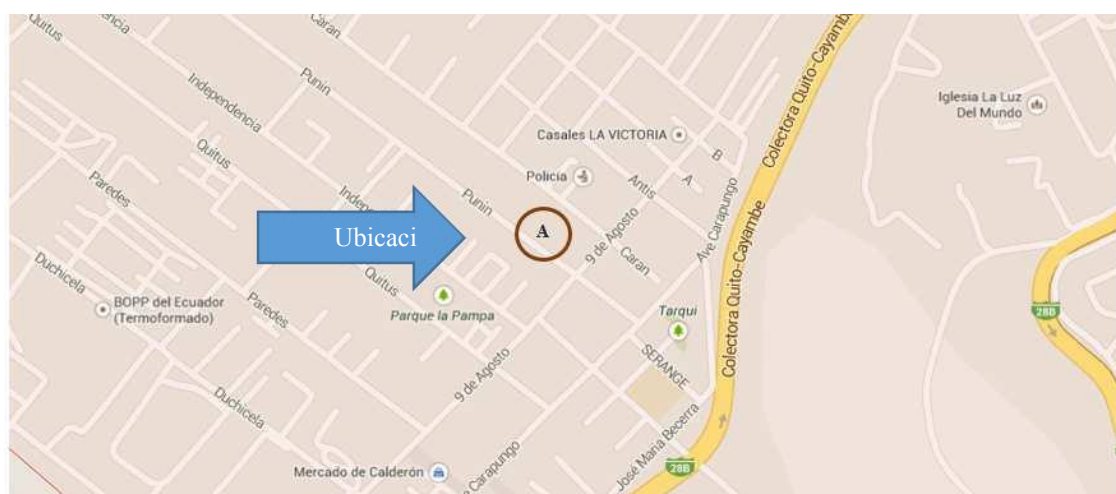 Quitus
encia
Caran
Punin
Independencia
Colectora Quito-Cayambe
Iglesia La Luz
Del Mundo
Casales LA VICTORIA
B
A
Quitus
Policia
Antis
Paredes
Punin
A
Ubicaci
9 de Agosto
Caran
Ave Carapungo
Colectora Quito-Cayambe
Duchicela
Quitus
BOPP del Ecuador
(Termoformado)
Paredes
Parque la Pampa
Tarqui
28B
SERANGE
9 de Agosto
Duchicela
José María Becerra
Carapungo
Mercado de Calderón
28B